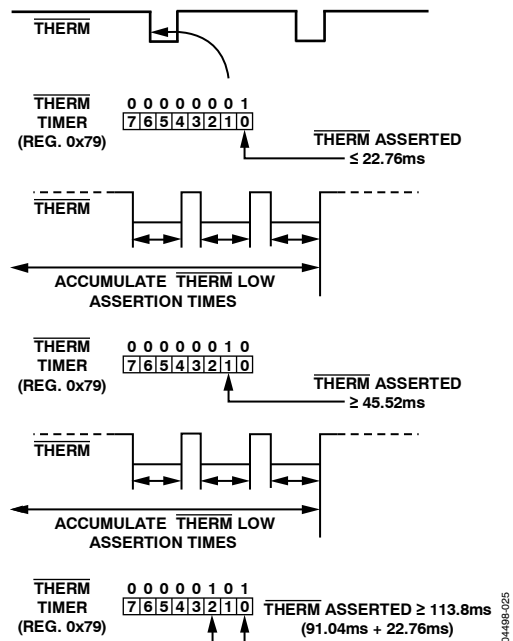 THERM
THERM
TIMER
(REG. 0x79)
0 0 0 0 0 0 0 1
7 6 5 4 3 2 1 0
THERM ASSERTED
≤ 22.76ms
THERM
ACCUMULATE THERM LOW
ASSERTION TIMES
THERM
TIMER
(REG. 0x79)
0 0 0 0 0 0 1 0
7 6 5 4 3 2 1 0
THERM ASSERTED
≥ 45.52ms
THERM
ACCUMULATE THERM LOW
ASSERTION TIMES
THERM
TIMER
(REG. 0x79)
0 0 0 0 0 1 0 1
7 6 5 4 3 2 1 0
THERM ASSERTED ≥ 113.8ms
(91.04ms + 22.76ms)
04498-025